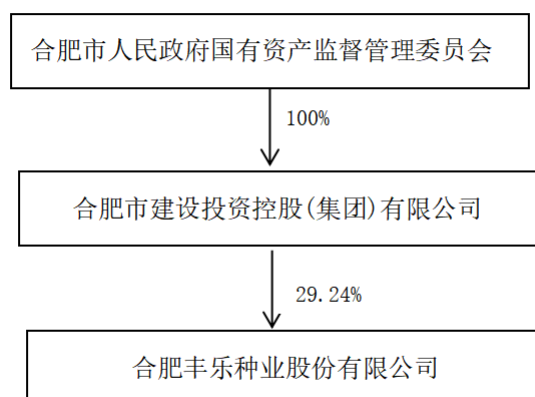 合肥市人民政府国有资产监督管理委员会
100%
合肥市建设投资控股(集团)有限公司
29.24%
合肥丰乐种业股份有限公司